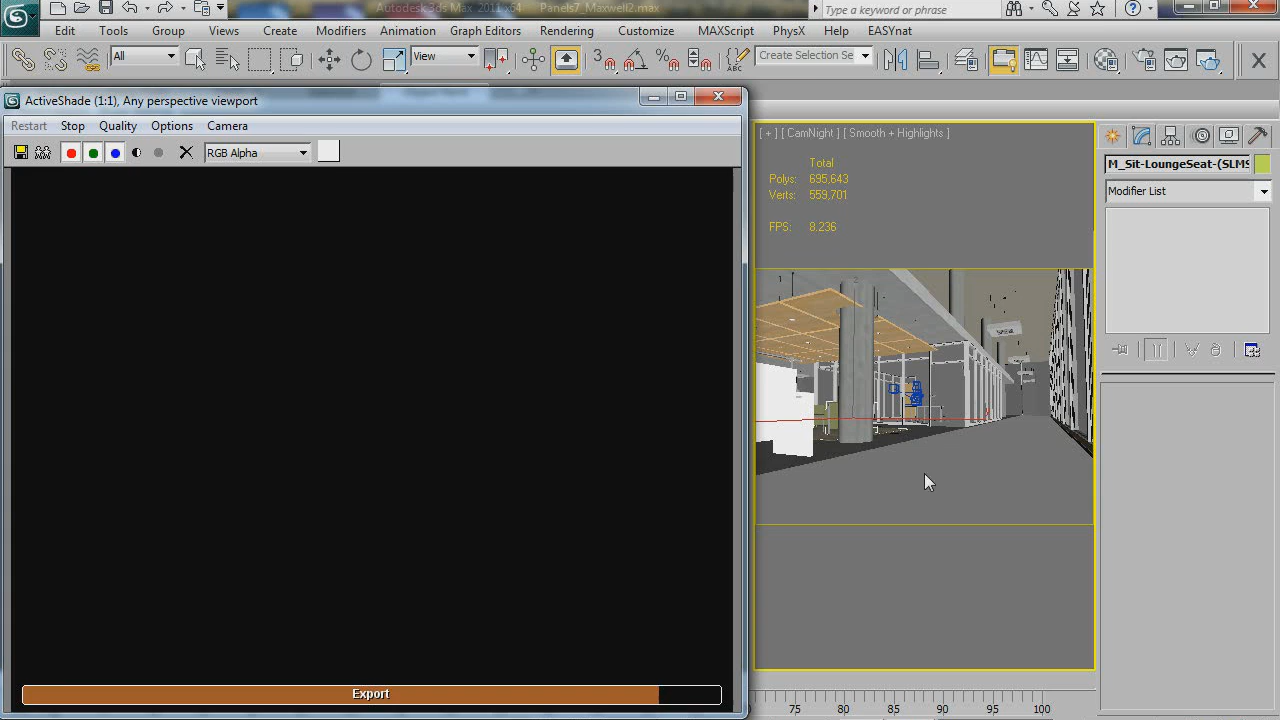 Autodesk 3ds Max 2011 x64 Panels7_Maxwell2.max
Type a keyword or phrase
Edit Tools Group Views Create Modifiers Animation Graph Editors Rendering Customize MAXScript PhysX Help EASYnat
All View 3 % ABC Create Selection Se
ActiveShade (1:1), Any perspective viewport
Restart Stop Quality Options Camera
RGB Alpha
[ + ] [ CamNight ] [ Smooth + Highlights ]
Total
Polys: 695,643
Verts: 559,701
FPS: 8.236
M_Sit-LoungeSeat-(SLMS
Modifier List
Export
75 80 85 90 95 100